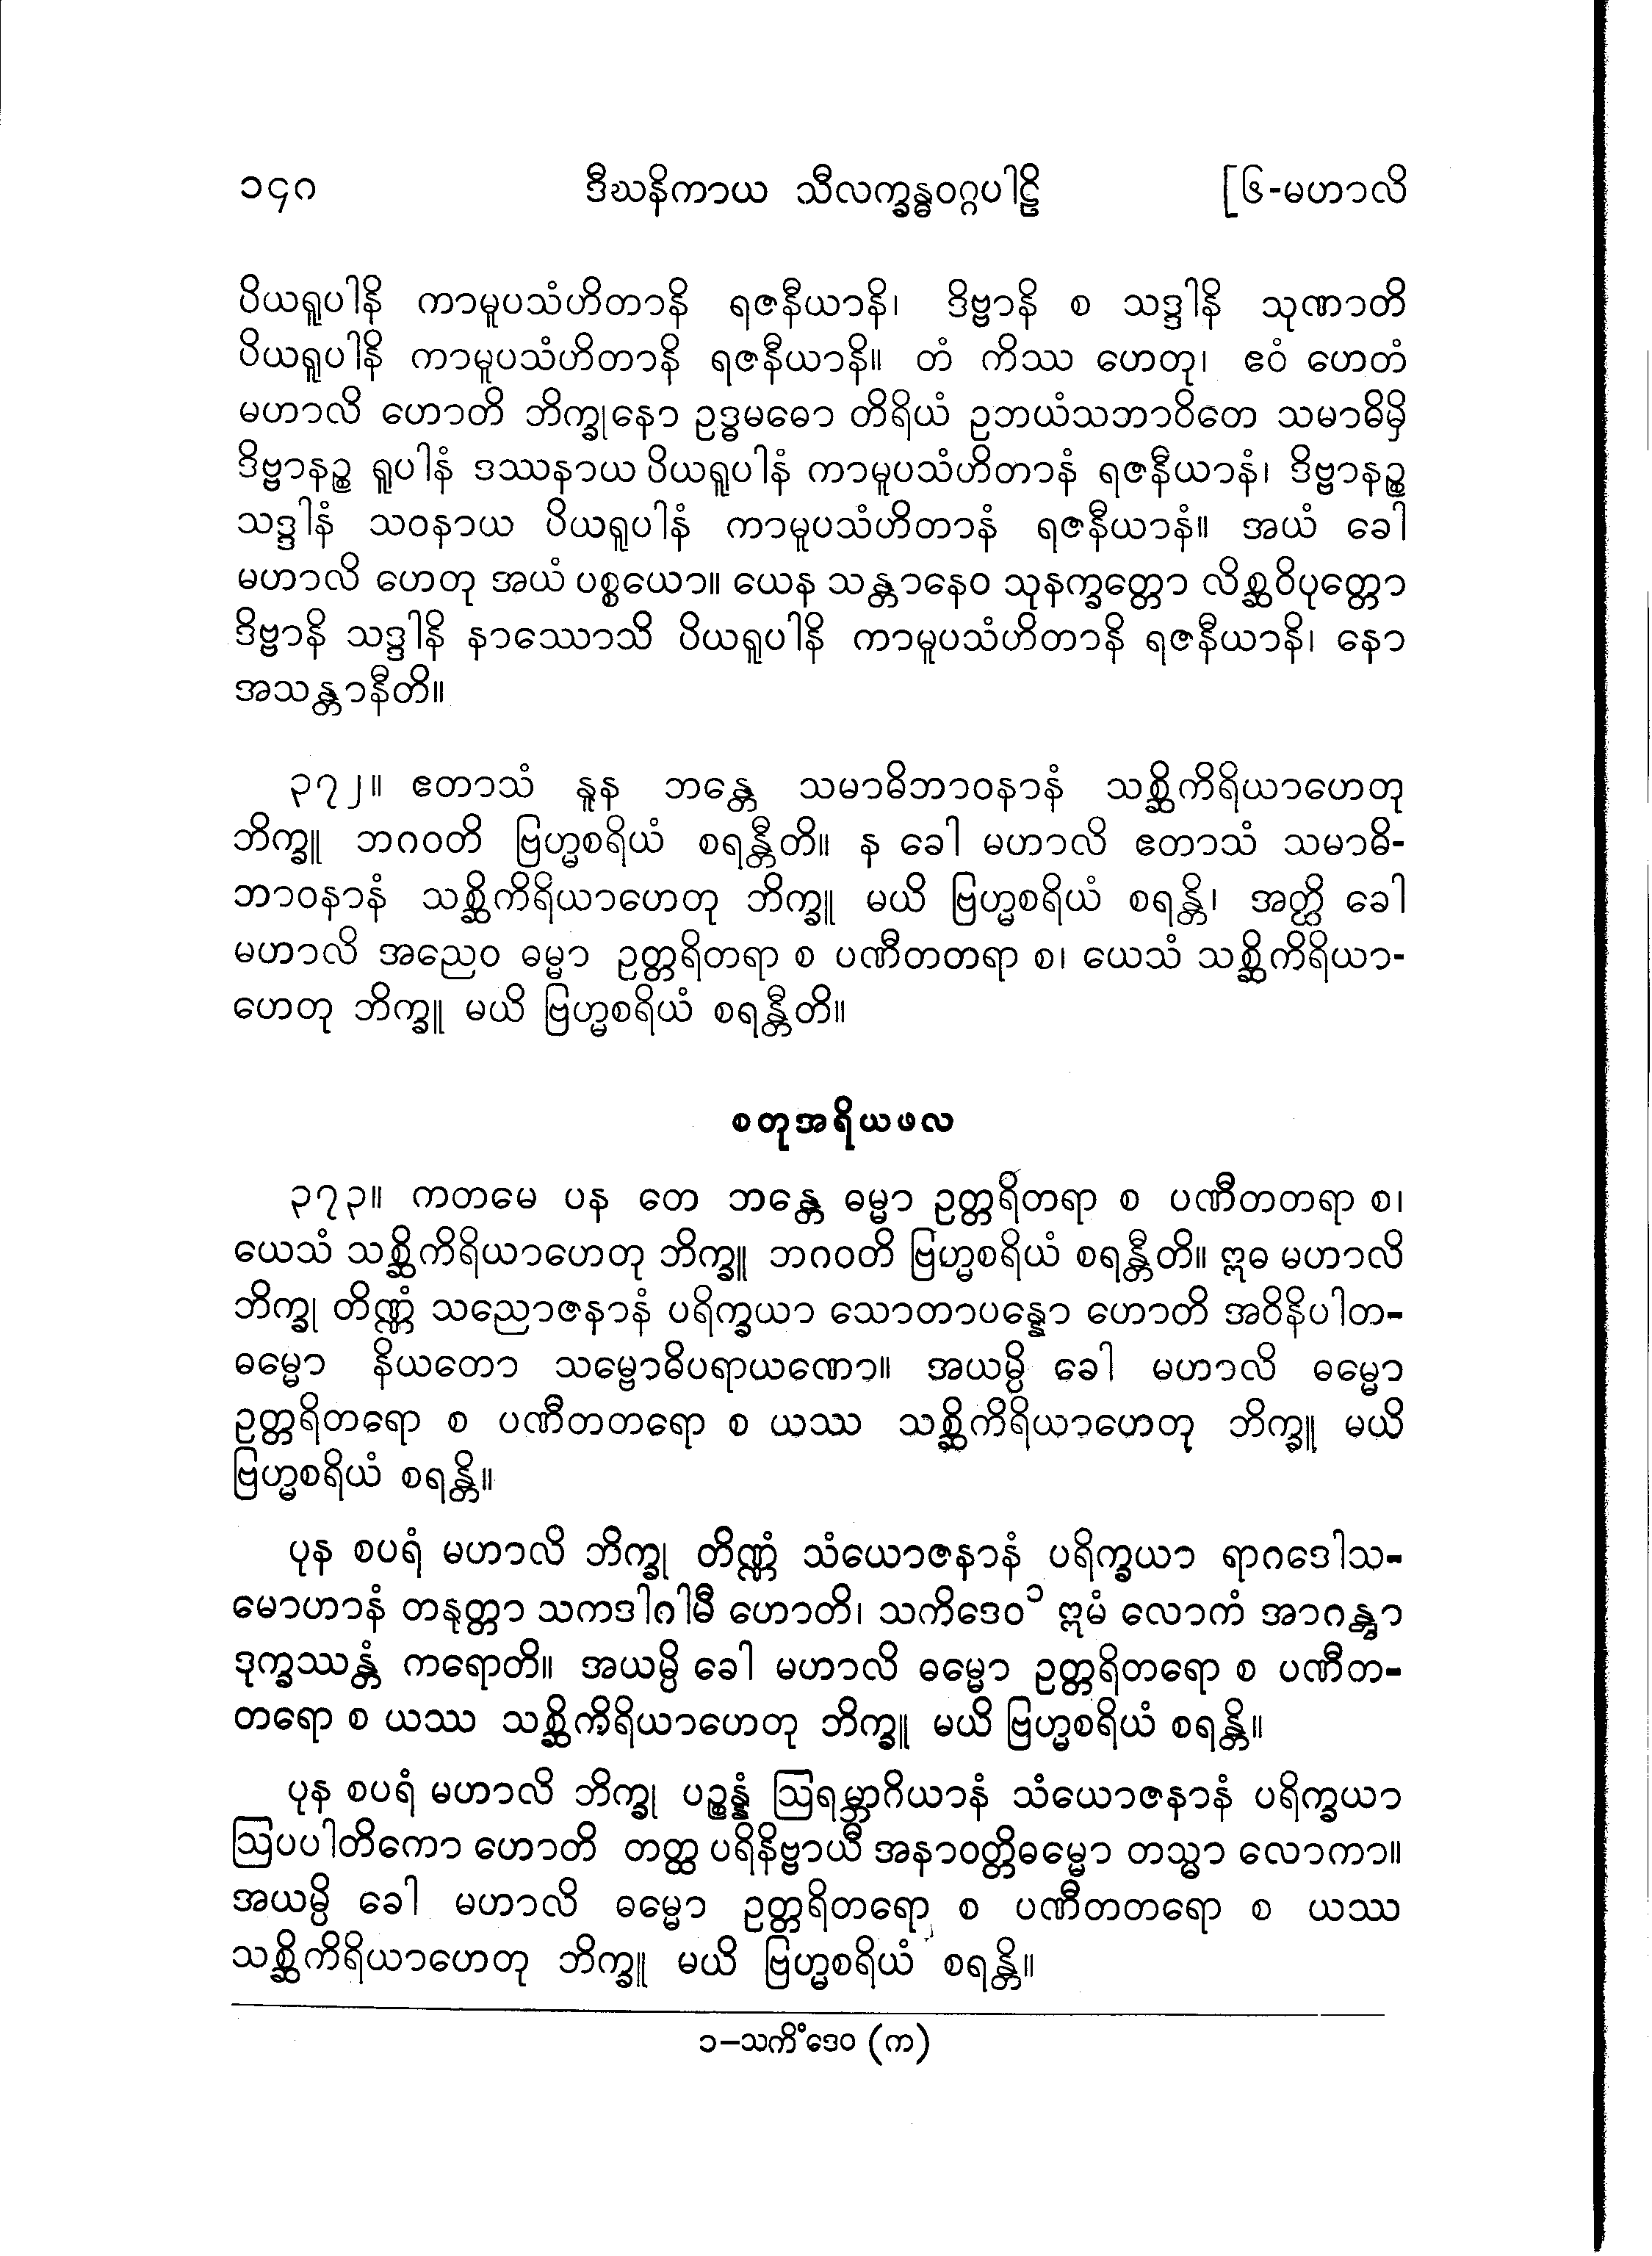 ၁၄၀ ဒီဃနိကာယ သီလက္ခန္ဓဝဂ္ဂပါဠိ [၆-မဟာလိ
ပိယရူပါနိ ကာမူပသံဟိတာနိ ရဇနီယာနိ၊ ဒိဗ္ဗာနိ စ သဒ္ဒါနိ သုဏာတိ
ပိယရူပါနိ ကာမူပသံဟိတာနိ ရဇနီယာနိ။ တံ ကိဿ ဟေတု၊ ဧဝံ ဟေတံ
မဟာလိ ဟောတိ ဘိက္ခုနော ဥဒ္ဓမဓော တိရိယံ ဥဘယံသဘာဝိတေ သမာဓိမှိ
ဒိဗ္ဗာနဉ္စ ရူပါနံ ဒဿနာယ ပိယရူပါနံ ကာမူပသံဟိတာနံ ရဇနီယာနံ၊ ဒိဗ္ဗာနဉ္စ
သဒ္ဒါနံ သဝနာယ ပိယရူပါနံ ကာမူပသံဟိတာနံ ရဇနီယာနံ။ အယံ ခေါ
မဟာလိ ဟေတု အယံ ပစ္စယော။ ယေန သန္တာနေဝ သုနက္ခတ္တော လိစ္ဆဝိပုတ္တော
ဒိဗ္ဗာနိ သဒ္ဒါနိ နာဿောသိ ပိယရူပါနိ ကာမူပသံဟိတာနိ ရဇနီယာနိ၊ နော
အသန္တာနီတိ။
၃၇၂။ ဧတာသံ နူန ဘန္တေ သမာဓိဘာဝနာနံ သစ္ဆိကိရိယာဟေတု
ဘိက္ခူ ဘဂဝတိ ဗြဟ္မစရိယံ စရန္တီတိ။ န ခေါ မဟာလိ ဧတာသံ သမာဓိ-
ဘာဝနာနံ သစ္ဆိကိရိယာဟေတု ဘိက္ခူ မယိ ဗြဟ္မစရိယံ စရန္တိ၊ အတ္ထိ ခေါ
မဟာလိ အညေဝ ဓမ္မာ ဥတ္တရိတရာ စ ပဏီတတရာ စ၊ ယေသံ သစ္ဆိကိရိယာ-
ဟေတု ဘိက္ခူ မယိ ဗြဟ္မစရိယံ စရန္တီတိ။
စတုအရိယဖလ
၃၇၃။ ကတမေ ပန တေ ဘန္တေ ဓမ္မာ ဥတ္တရိတရာ စ ပဏီတတရာ စ၊
ယေသံ သစ္ဆိကိရိယာဟေတု ဘိက္ခူ ဘဂဝတိ ဗြဟ္မစရိယံ စရန္တီတိ။ ဣဓ မဟာလိ
ဘိက္ခု တိဏ္ဏံ သညောဇနာနံ ပရိက္ခယာ သောတာပန္နော ဟောတိ အဝိနိပါတ-
ဓမ္မော နိယတော သမ္ဗောဓိပရာယဏော။ အယမ္ပိ ခေါ မဟာလိ ဓမ္မော
ဥတ္တရိတရော စ ပဏီတတရော စ ယဿ သစ္ဆိကိရိယာဟေတု ဘိက္ခူ မယိ
ဗြဟ္မစရိယံ စရန္တိ။
ပုန စပရံ မဟာလိ ဘိက္ခု တိဏ္ဏံ သံယောဇနာနံ ပရိက္ခယာ ရာဂဒေါသ-
မောဟာနံ တနုတ္တာ သကဒါဂါမီ ဟောတိ၊ သကိဒေဝ ၁ ဣမံ လောကံ အာဂန္တွာ
ဒုက္ခဿန္တံ ကရောတိ။ အယမ္ပိ ခေါ မဟာလိ ဓမ္မော ဥတ္တရိတရော စ ပဏီတ-
တရော စ ယဿ သစ္ဆိကိရိယာဟေတု ဘိက္ခူ မယိ ဗြဟ္မစရိယံ စရန္တိ။
ပုန စပရံ မဟာလိ ဘိက္ခု ပဉ္စန္နံ ဩရမ္ဘာဂိယာနံ သံယောဇနာနံ ပရိက္ခယာ
ဩပပါတိကော ဟောတိ တတ္ထ ပရိနိဗ္ဗာယီ အနာဝတ္တိဓမ္မော တသ္မာ လောကာ။
အယမ္ပိ ခေါ မဟာလိ ဓမ္မော ဥတ္တရိတရော စ ပဏီတတရော စ ယဿ
သစ္ဆိကိရိယာဟေတု ဘိက္ခူ မယိ ဗြဟ္မစရိယံ စရန္တိ။
၁–သကိံဒေဝ (က)